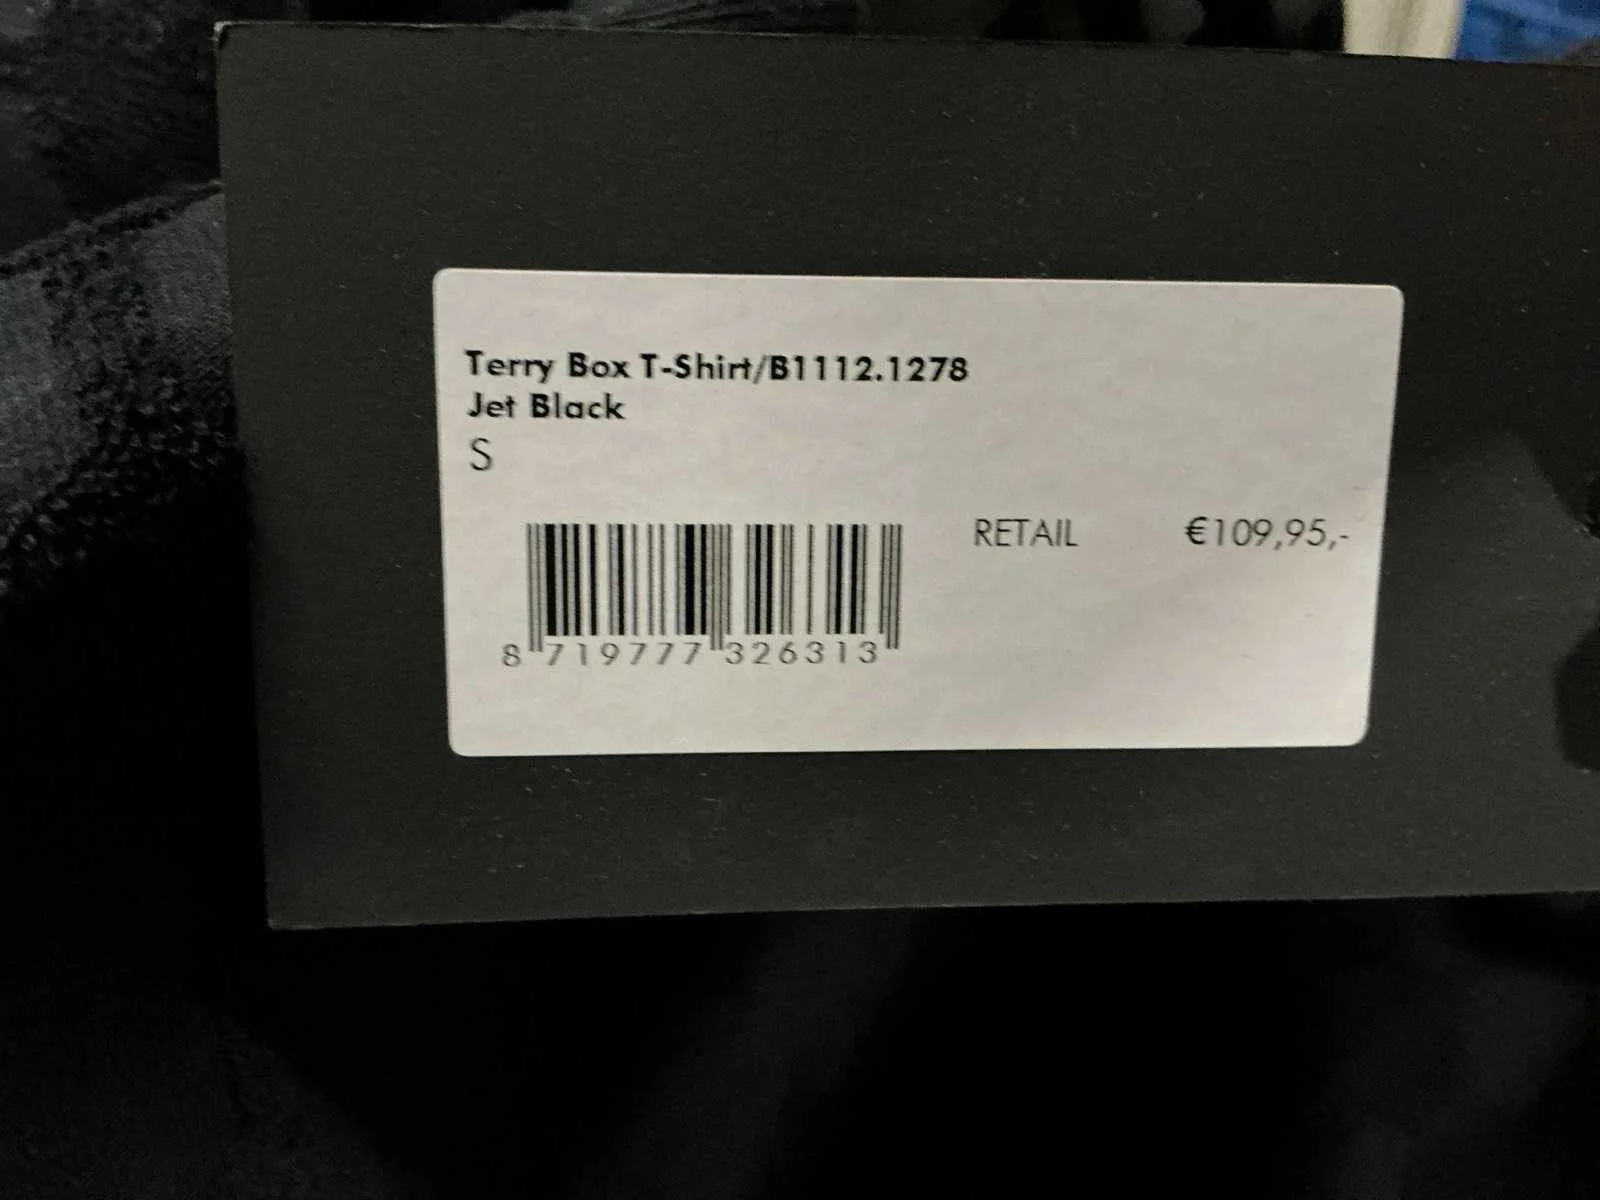 Terry Box T-Shirt/B1112.1278
Jet Black
S
RETAIL €109,95,-
8 719777 326313